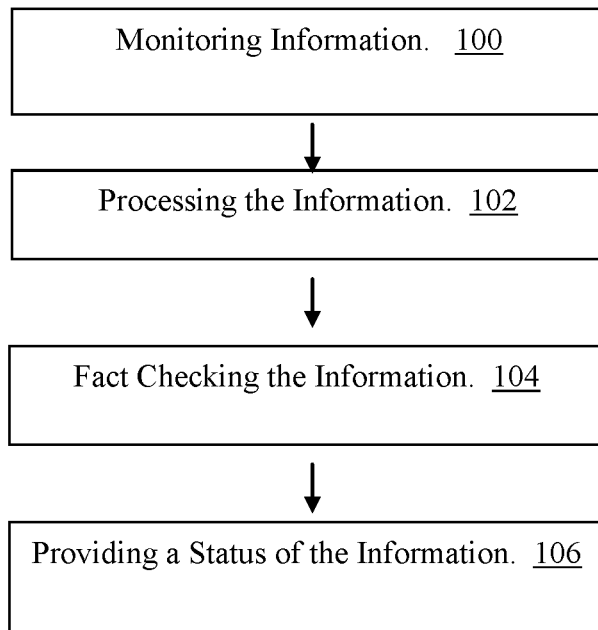 Monitoring Information. 100
Processing the Information. 102
Fact Checking the Information. 104
Providing a Status of the Information. 106